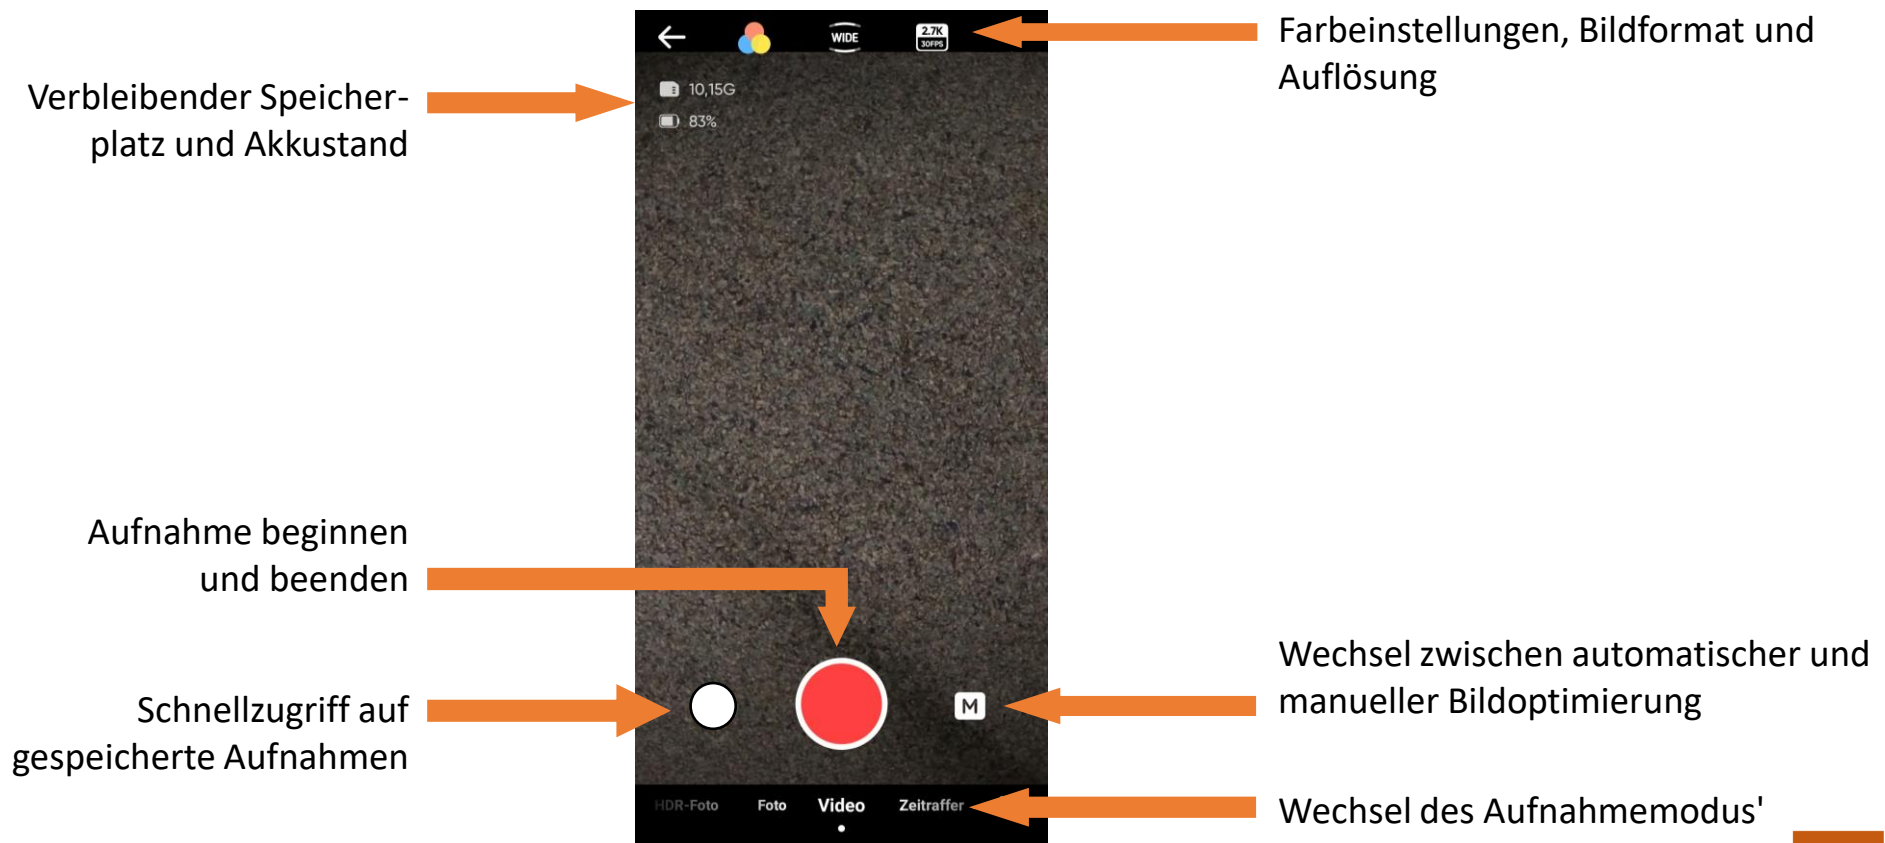 WIDE
2.7K
30FPS
Farbeinstellungen, Bildformat und
Auflösung
10,15G
83%
Verbleibender Speicher-
platz und Akkustand
Aufnahme beginnen
und beenden
Schnellzugriff auf
gespeicherte Aufnahmen
M
Wechsel zwischen automatischer und
manueller Bildoptimierung
HDR-Foto Foto Video Zeitraffer
Wechsel des Aufnahmemodus'